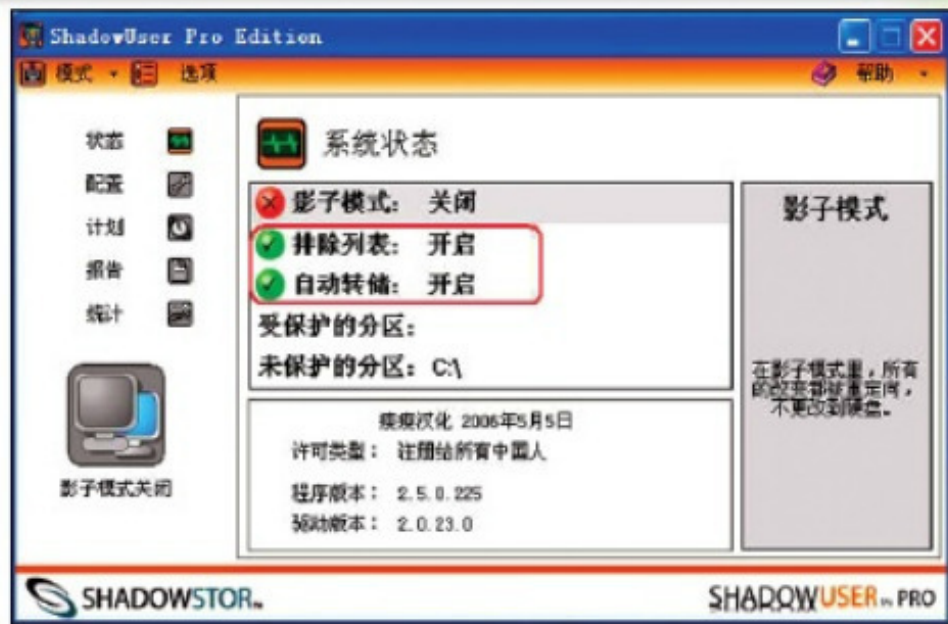 ShadowUser Pro Edition
模式 选项 帮助
状态
配置
计划
报告
统计
影子模式关闭
系统状态
影子模式： 关闭
排除列表： 开启
自动转储： 开启
受保护的分区：
未保护的分区：C:\
汉化 2006年5月5日
许可类型： 注册给所有中国人
程序版本： 2.5.0.225
驱动版本： 2.0.23.0
影子模式
在影子模式里，所有
的改变都被重定向，
不更改到硬盘。
SHADOWSTOR
SHADOWUSER PRO